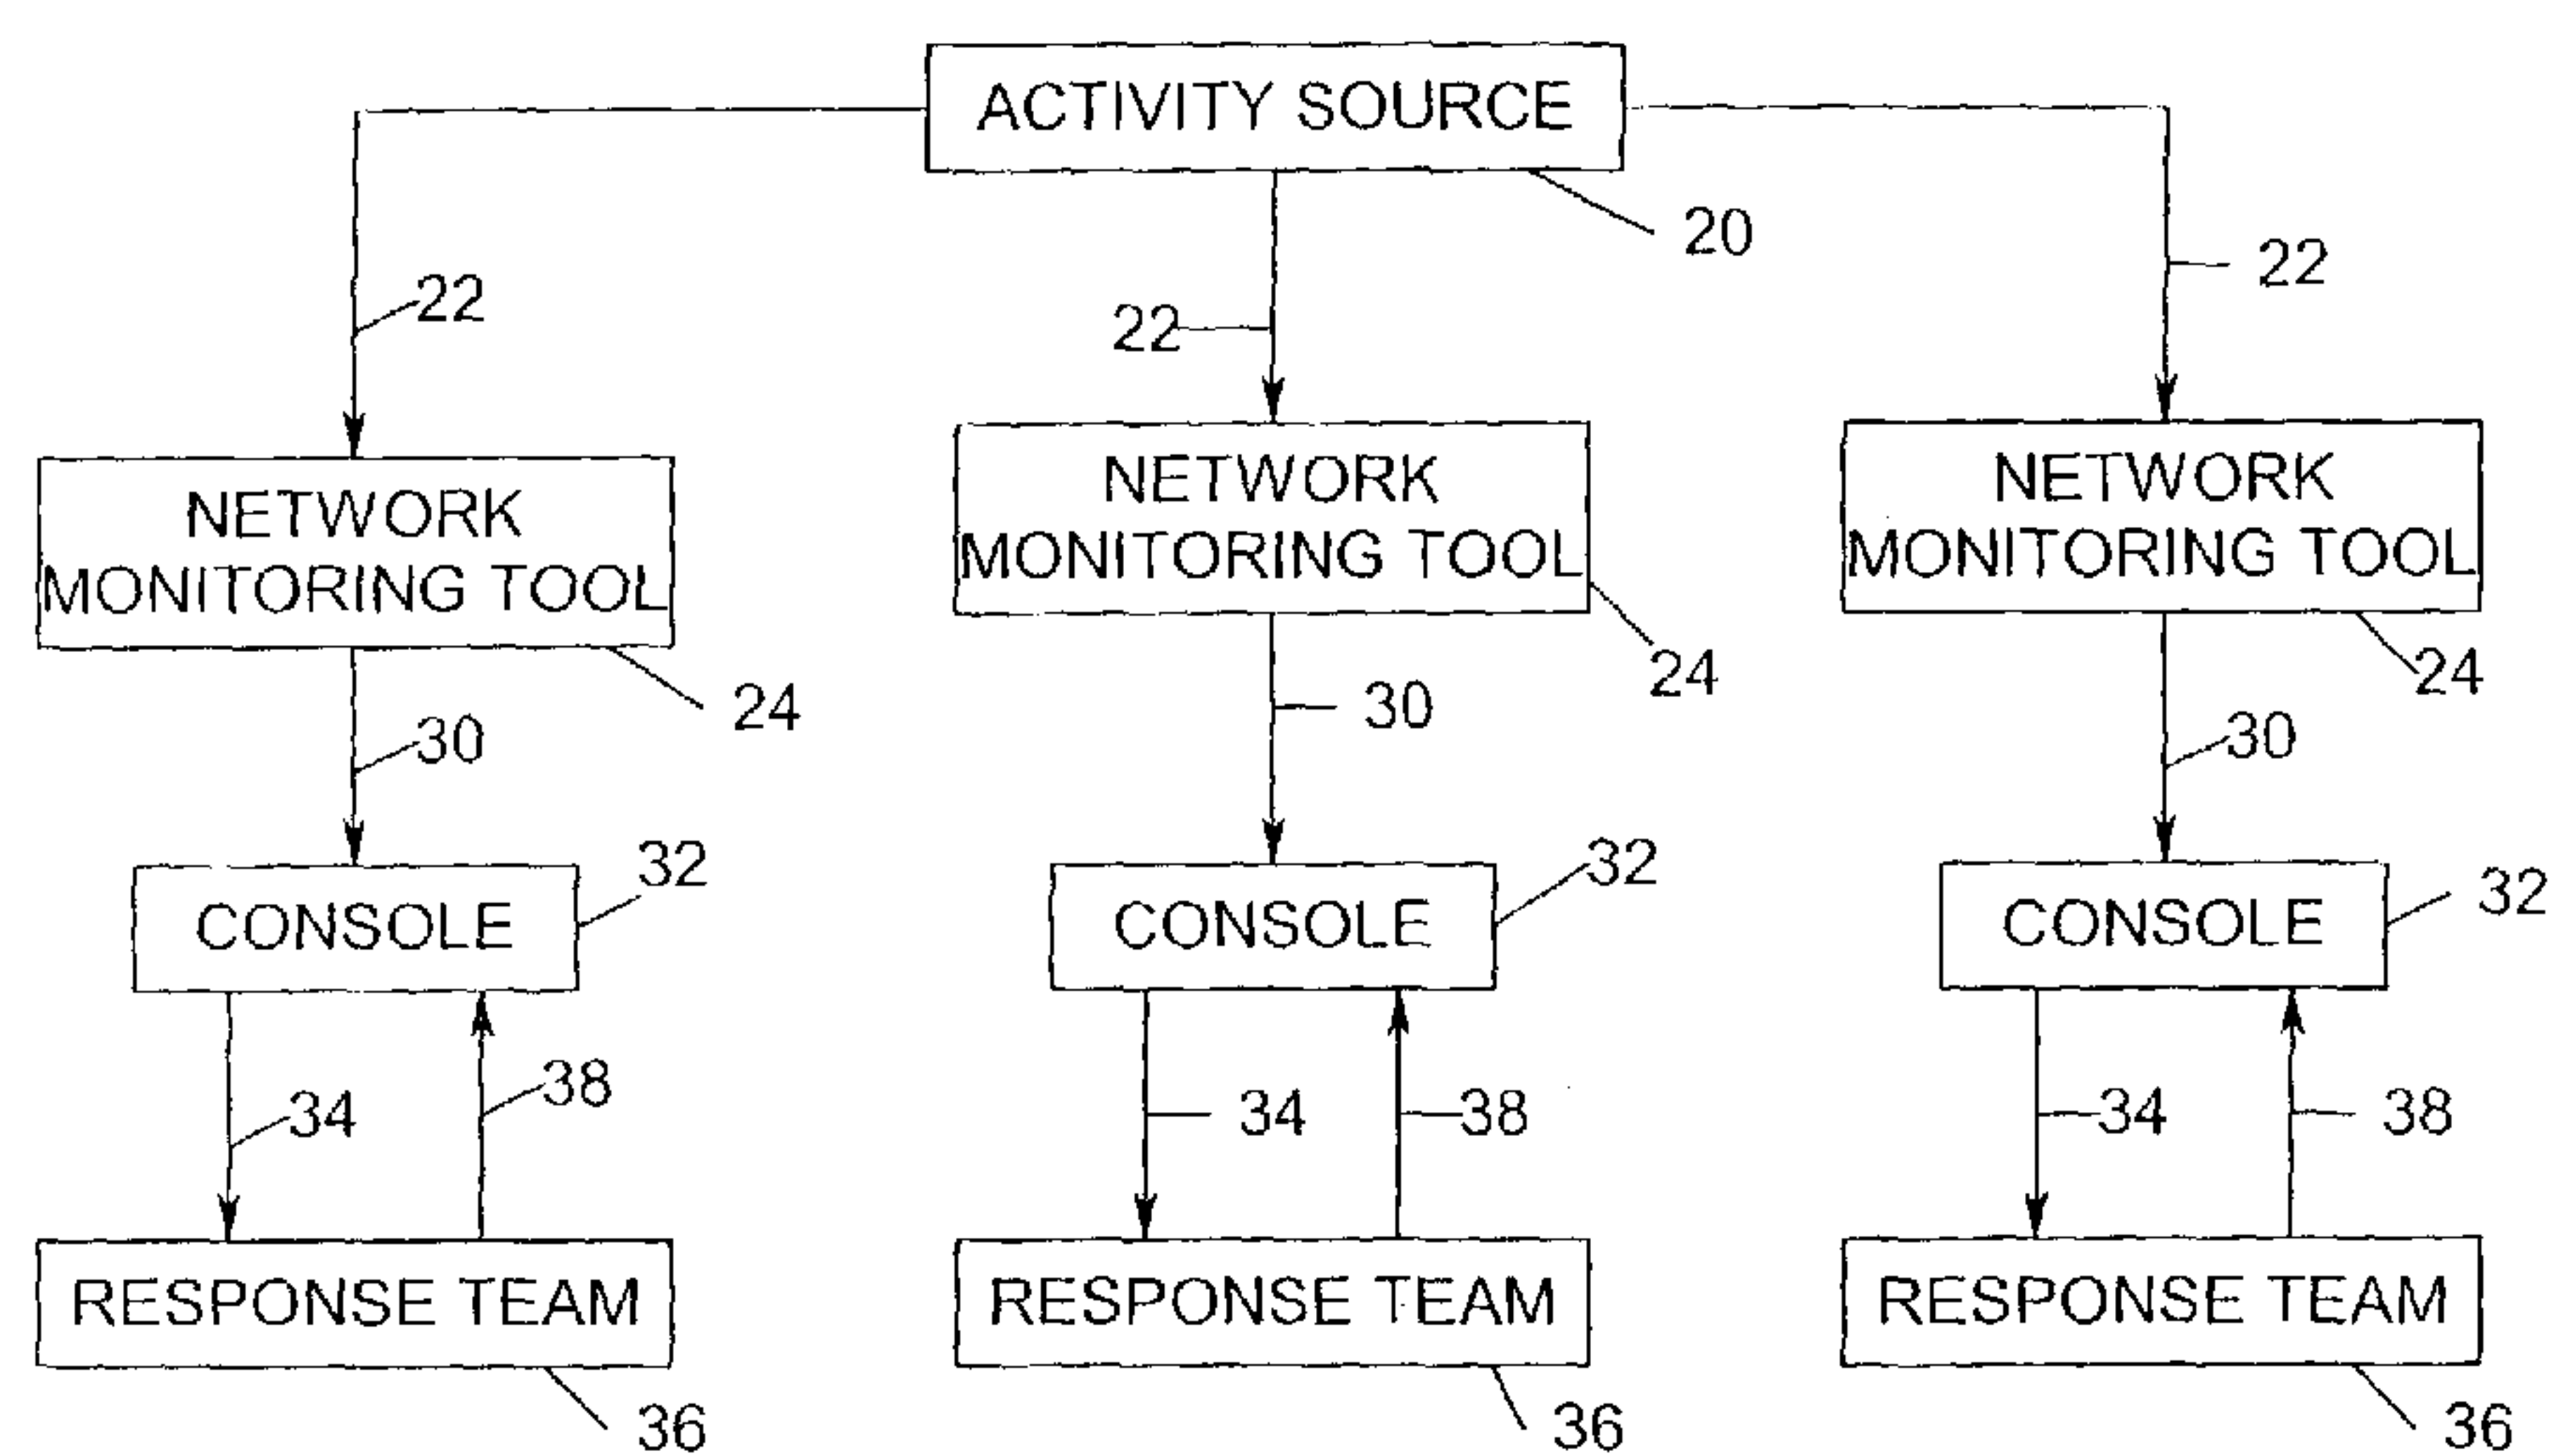 ACTIVITY SOURCE
20
22
22
22
NETWORK
MONITORING TOOL
NETWORK
MONITORING TOOL
NETWORK
MONITORING TOOL
24
24
24
30
30
30
32
32
32
CONSOLE
CONSOLE
CONSOLE
34
38
34
38
34
38
RESPONSE TEAM
RESPONSE TEAM
RESPONSE TEAM
36
36
36